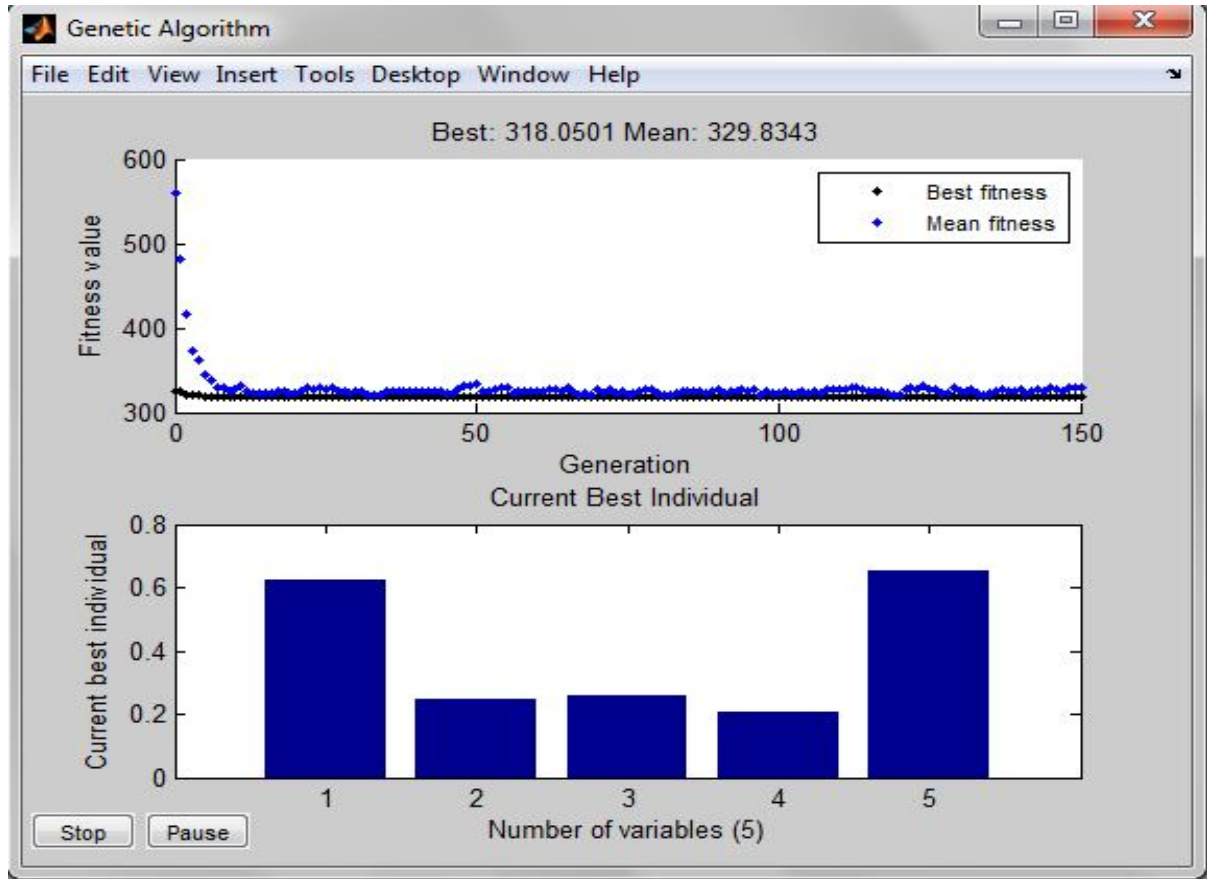 Genetic Algorithm
File Edit View Insert Tools Desktop Window Help
Best: 318.0501 Mean: 329.8343
Fitness value
600
500
400
300
Best fitness
Mean fitness
0 50 100 150
Generation
Current Best Individual
Current best individual
0.8
0.6
0.4
0.2
0
1 2 3 4 5
Number of variables (5)
Stop Pause